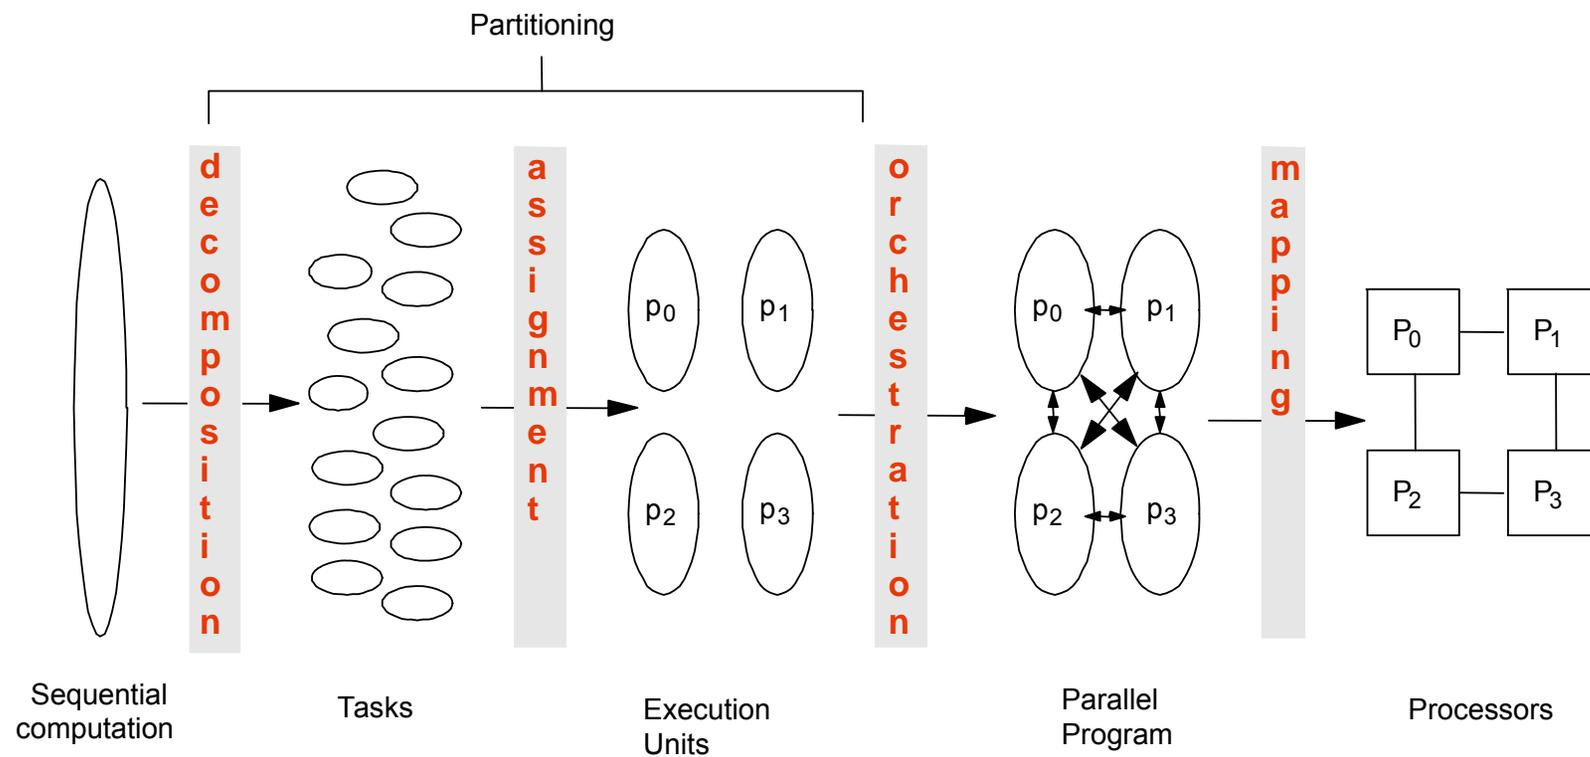 Partitioning
decomposition
assignment
orchestration
mapping
p0
p1
p2
p3
p0
p1
p2
p3
P0
P1
P2
P3
Sequential
computation
Tasks
Execution
Units
Parallel
Program
Processors